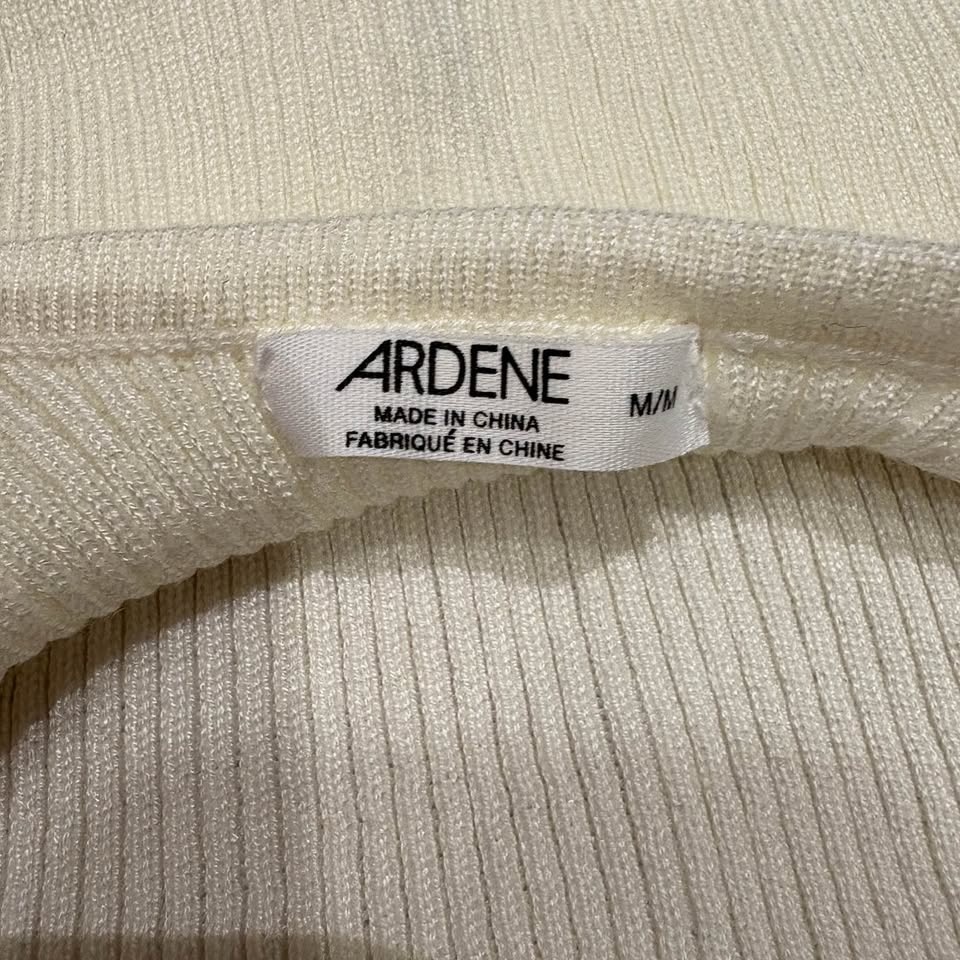 ARDENE
MADE IN CHINA
FABRIQUÉ EN CHINE
M/M